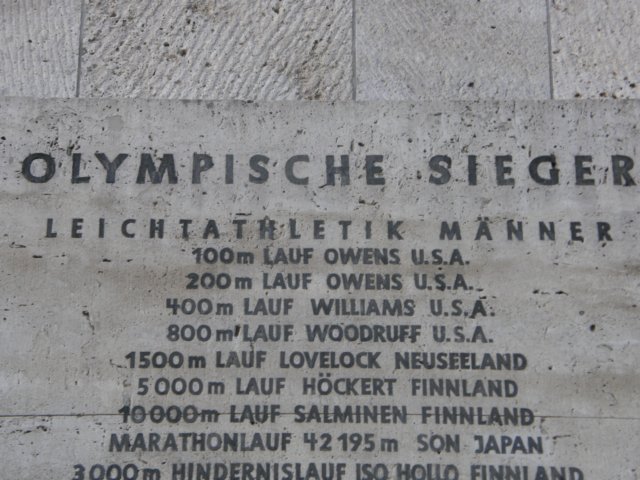 OLYMPISCHE SIEGER
LEICHTATHLETIK MÄNNER
100m LAUF OWENS U.S.A.
200m LAUF OWENS U.S.A.
400m LAUF WILLIAMS U.S.A.
800m LAUF WOODRUFF U.S.A.
1500m LAUF LOVELOCK NEUSEELAND
5000m LAUF HÖCKERT FINNLAND
10000m LAUF SALMINEN FINNLAND
MARATHONLAUF 42195m SON JAPAN
3000m HINDERNISLAUF ISO HOLLO FINNLAND